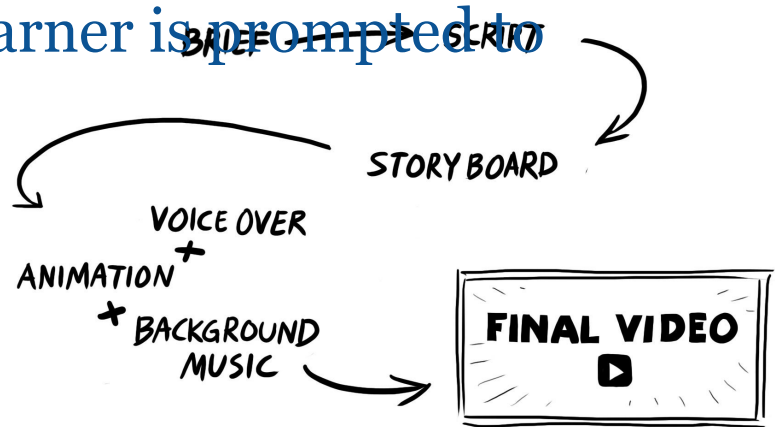 arner is prompted to
BRIEF SCRIPT
STORY BOARD
VOICE OVER
+
ANIMATION
+
BACKGROUND
MUSIC
FINAL VIDEO